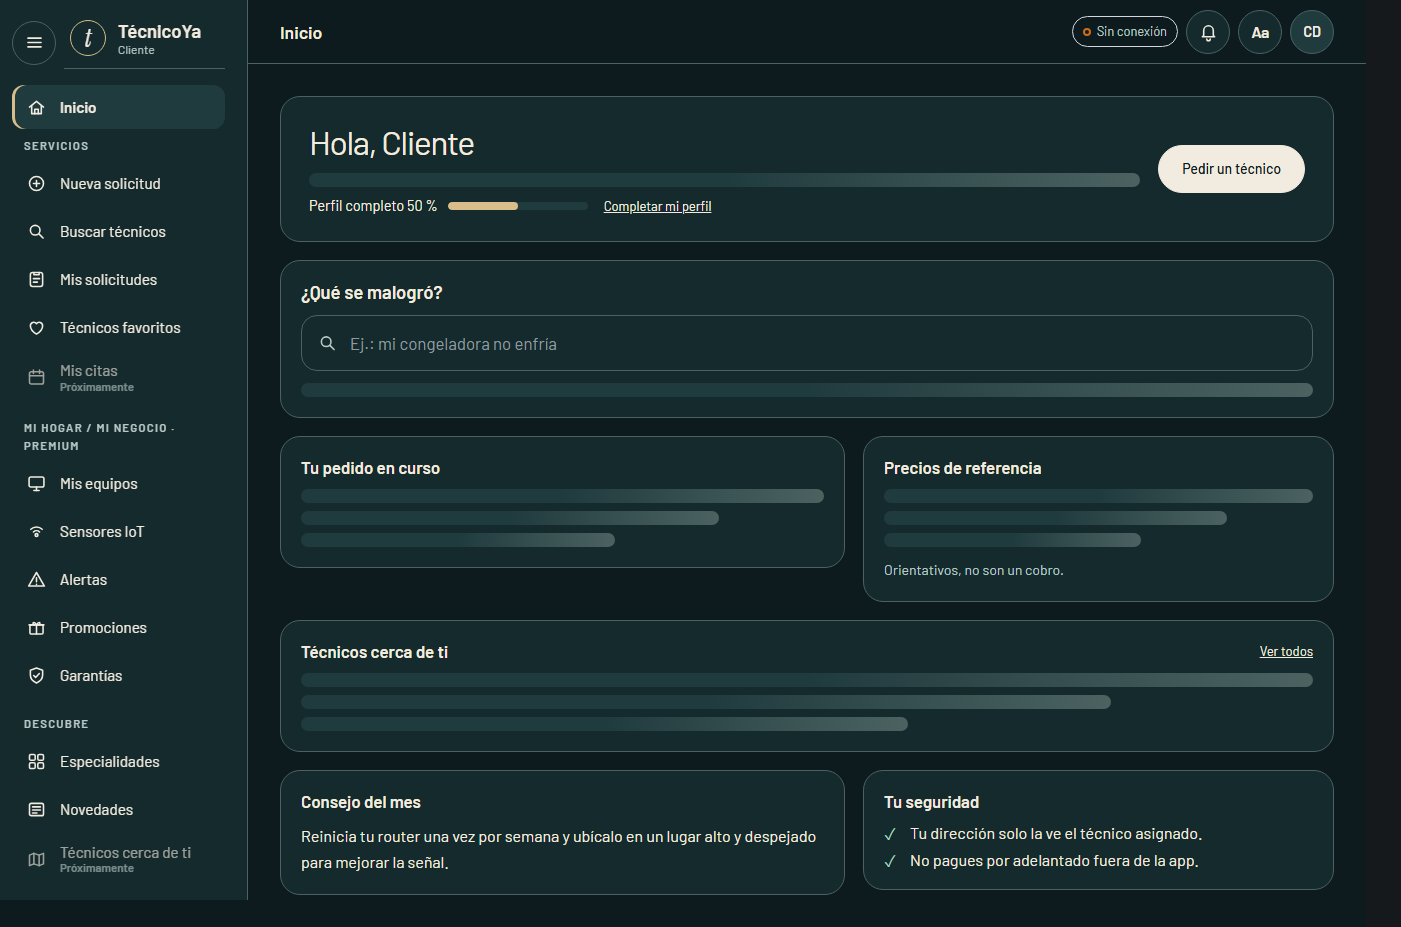 t
TécnicoYa
Cliente
Inicio
SERVICIOS
Nueva solicitud
Buscar técnicos
Mis solicitudes
Técnicos favoritos
Mis citas
Próximamente
MI HOGAR / MI NEGOCIO ·
PREMIUM
Mis equipos
Sensores IoT
Alertas
Promociones
Garantías
DESCUBRE
Especialidades
Novedades
Técnicos cerca de ti
Próximamente
Inicio
Sin conexión
Aa
CD
Hola, Cliente
Pedir un técnico
Perfil completo 50 %
Completar mi perfil
¿Qué se malogró?
Ej.: mi congeladora no enfría
Tu pedido en curso
Precios de referencia
Orientativos, no son un cobro.
Técnicos cerca de ti
Ver todos
Consejo del mes
Reinicia tu router una vez por semana y ubícalo en un lugar alto y despejado
para mejorar la señal.
Tu seguridad
✓ Tu dirección solo la ve el técnico asignado.
✓ No pagues por adelantado fuera de la app.